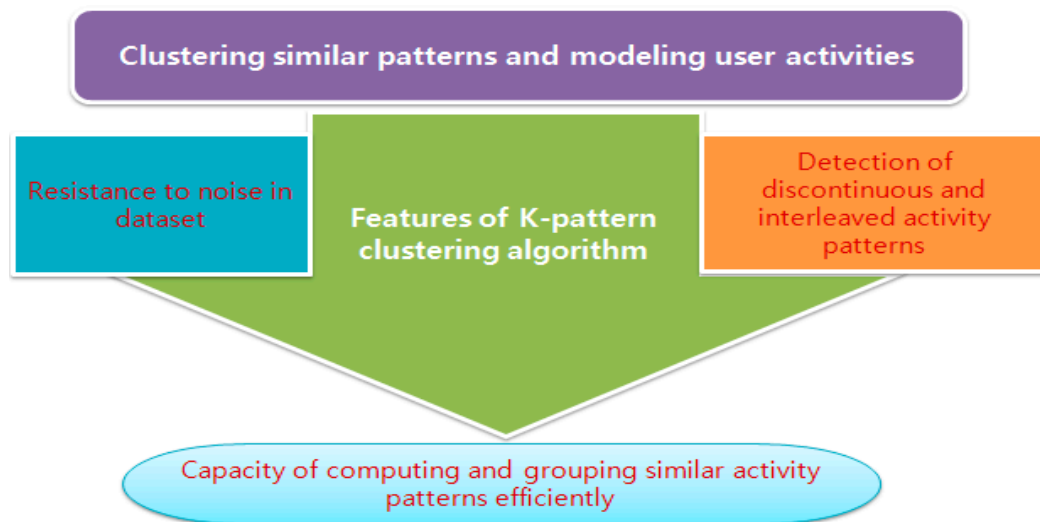 Clustering similar patterns and modeling user activities
Resistance to noise in
dataset
Features of K-pattern
clustering algorithm
Detection of
discontinuous and
interleaved activity
patterns
Capacity of computing and grouping similar activity
patterns efficiently